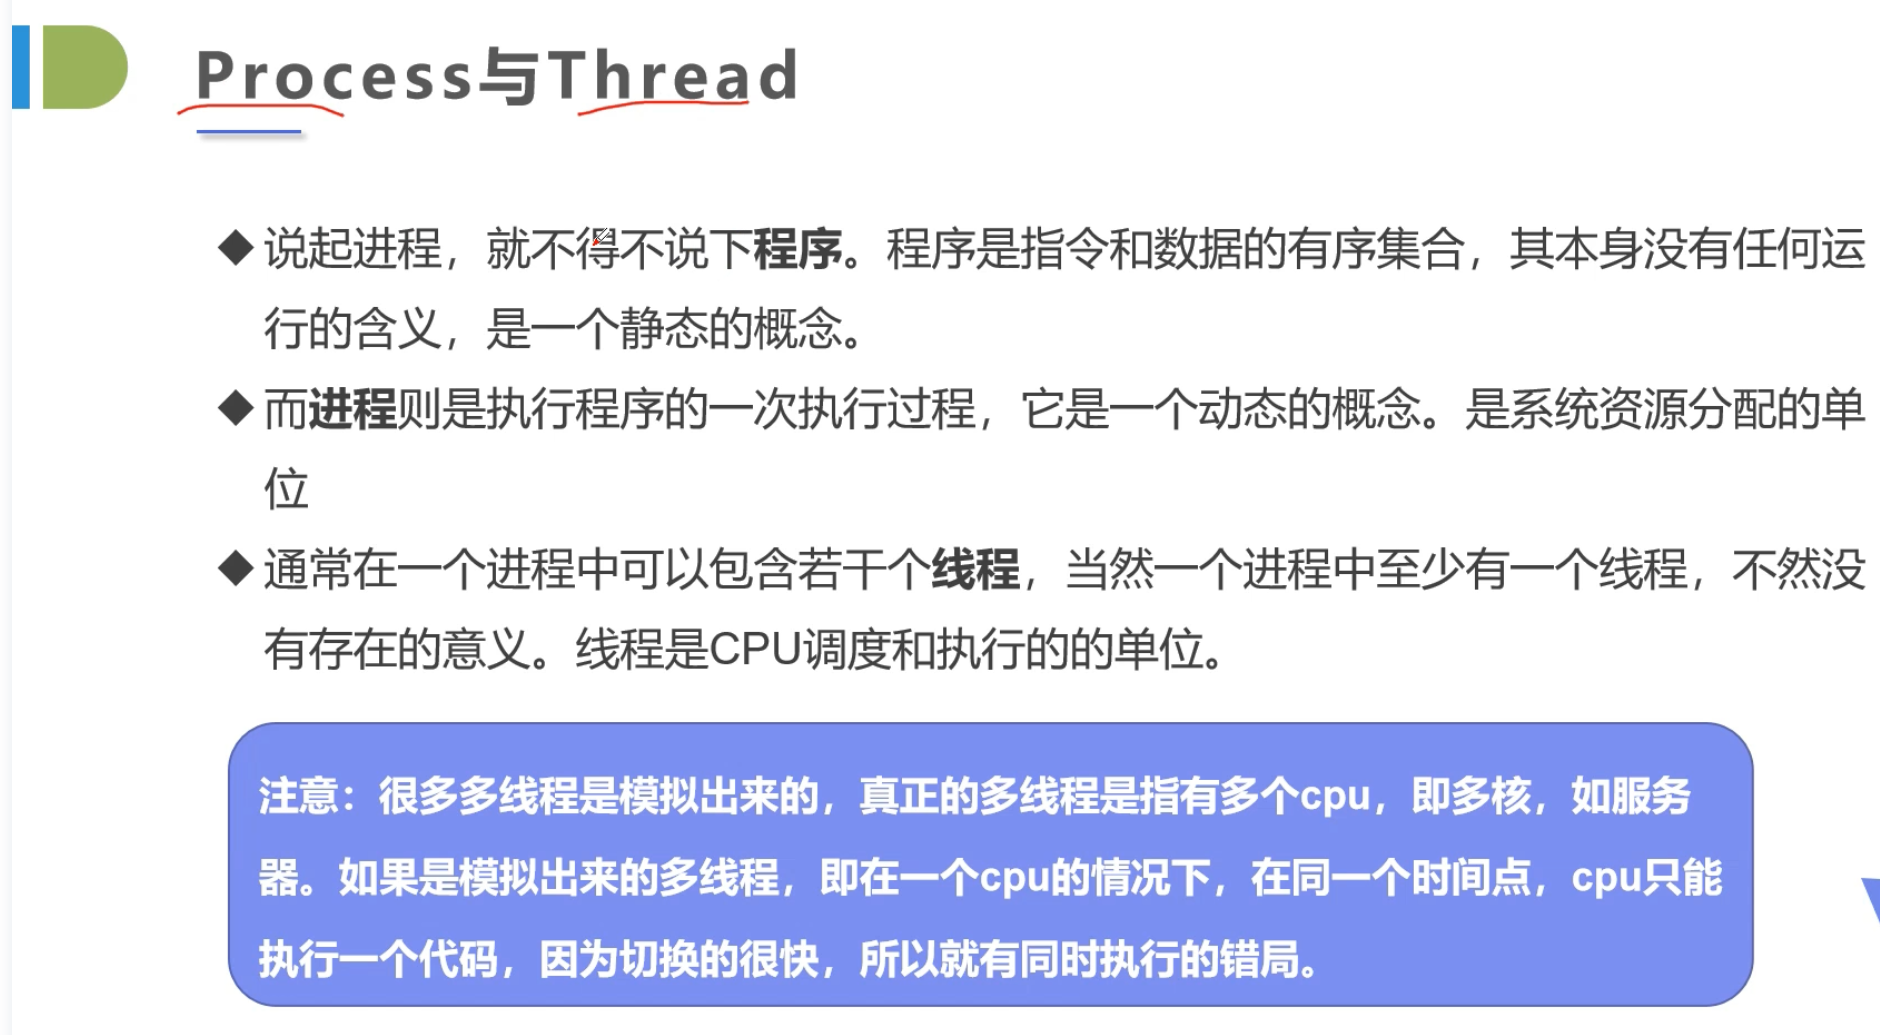 Process与Thread
说起进程，就不得不说下程序。程序是指令和数据的有序集合，其本身没有任何运
行的含义，是一个静态的概念。
而进程则是执行程序的一次执行过程，它是一个动态的概念。是系统资源分配的单
位
通常在一个进程中可以包含若干个线程，当然一个进程中至少有一个线程，不然没
有存在的意义。线程是CPU调度和执行的的单位。
注意：很多多线程是模拟出来的，真正的多线程是指有多个cpu，即多核，如服务
器。如果是模拟出来的多线程，即在一个cpu的情况下，在同一个时间点，cpu只能
执行一个代码，因为切换的很快，所以就有同时执行的错局。